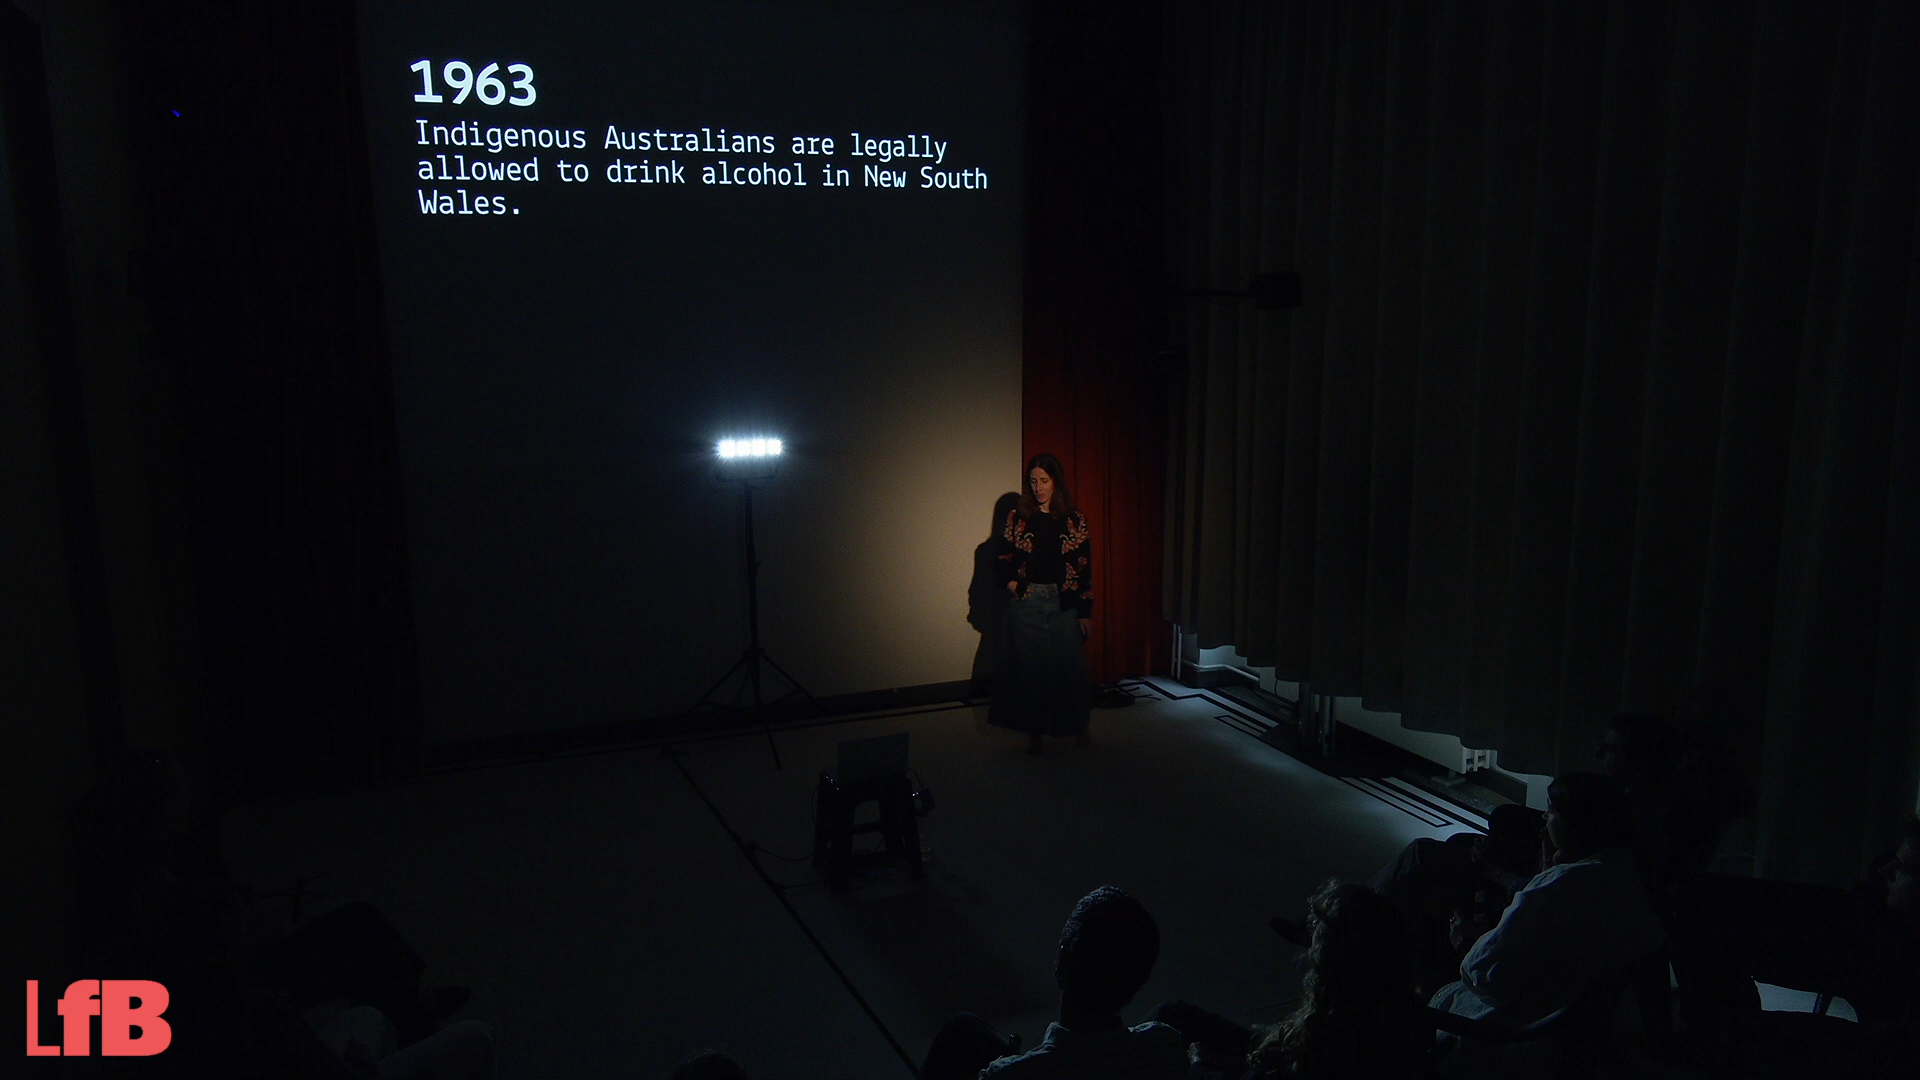 1963
Indigenous Australians are legally
allowed to drink alcohol in New South
Wales.
LfB